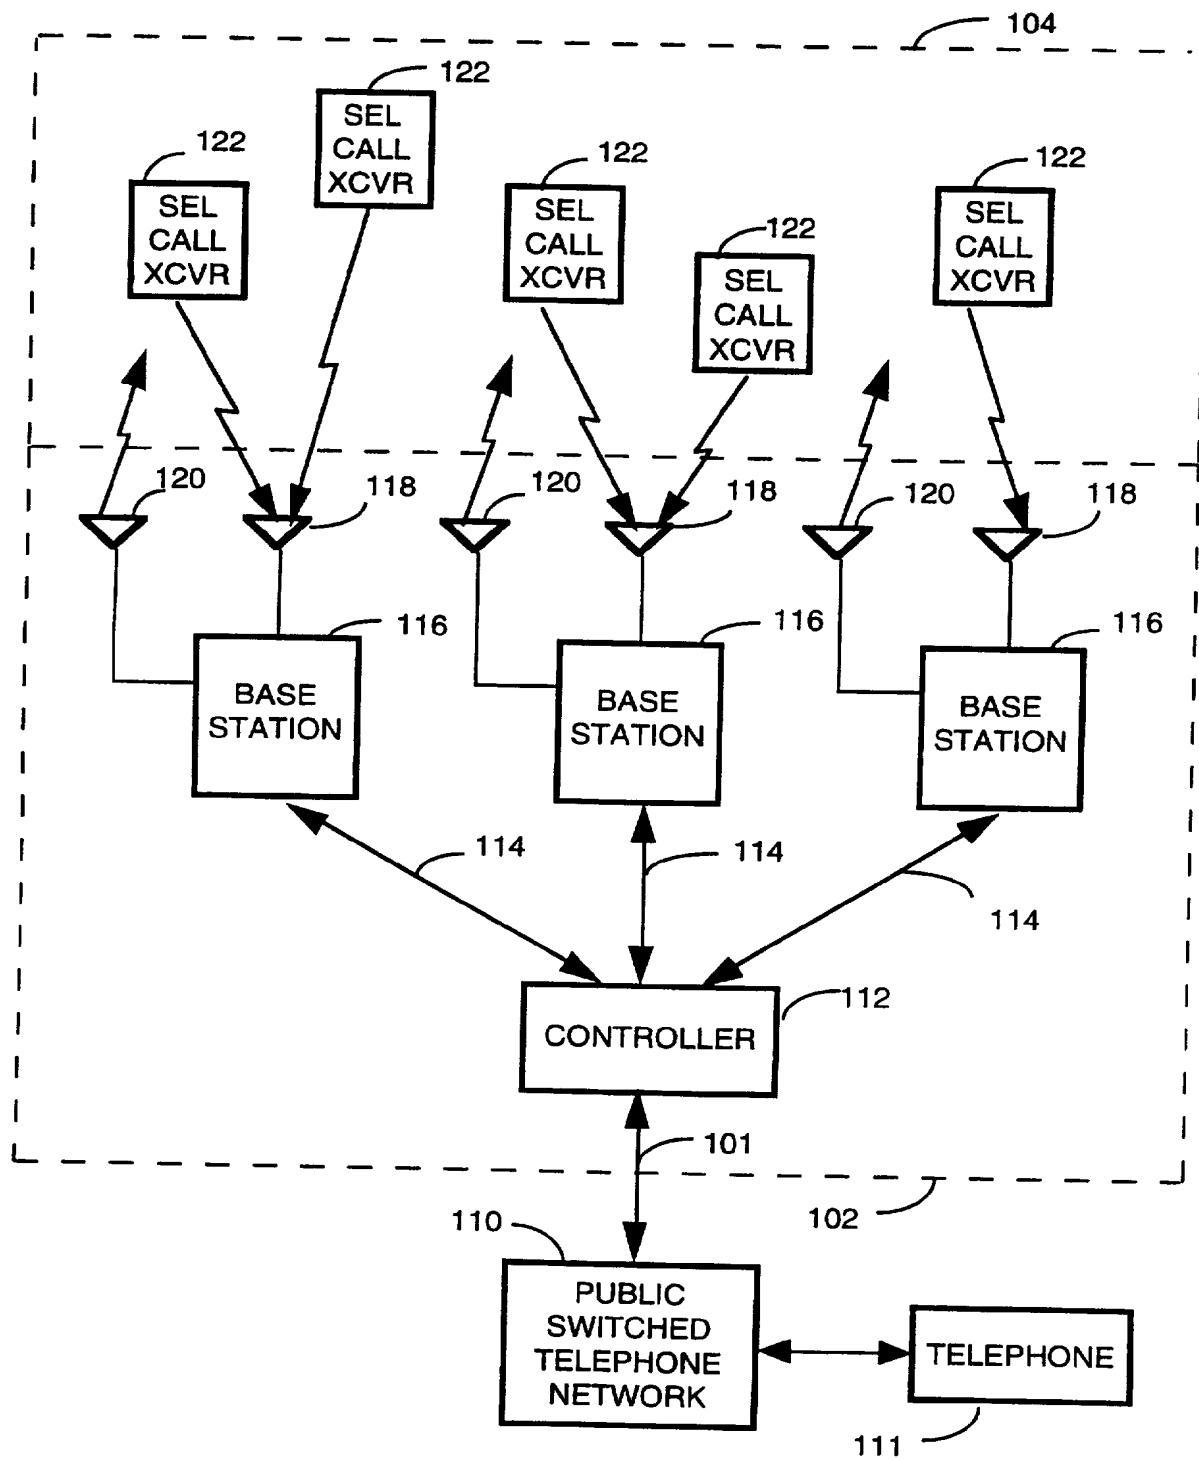 104
122
SEL
CALL
XCVR
122
SEL
CALL
XCVR
122
SEL
CALL
XCVR
122
SEL
CALL
XCVR
122
SEL
CALL
XCVR
120
118
120
118
120
118
116
BASE
STATION
116
BASE
STATION
116
BASE
STATION
114
114
114
112
CONTROLLER
101
102
110
PUBLIC
SWITCHED
TELEPHONE
NETWORK
TELEPHONE
111